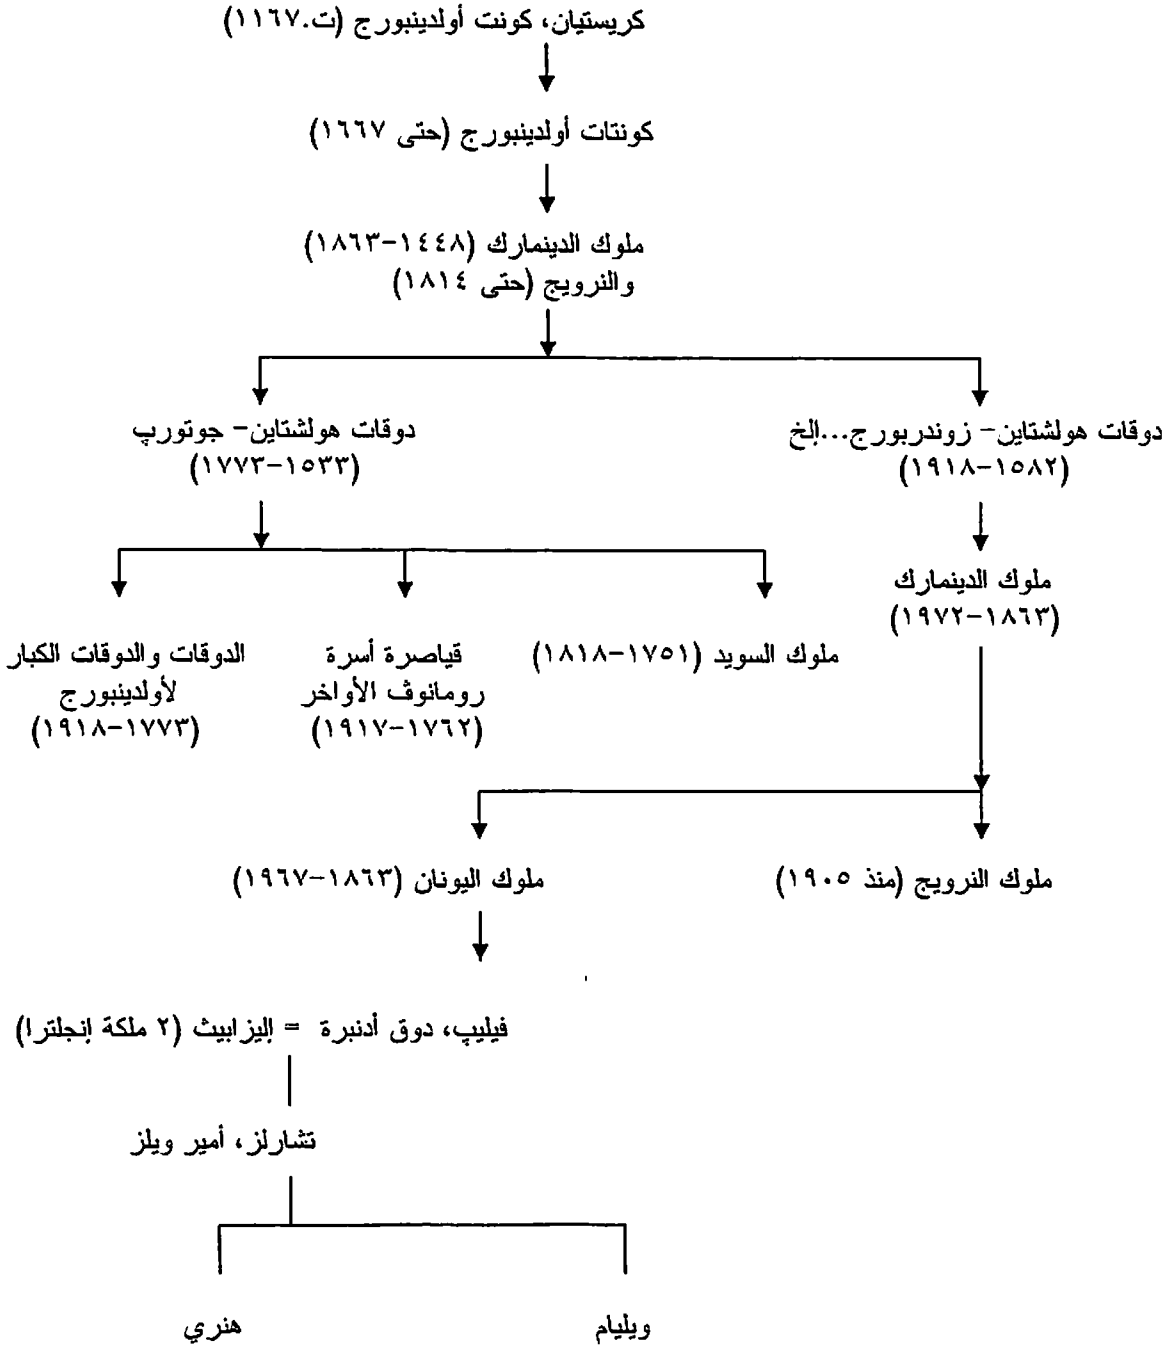 كريستيان، كونت أولدينبورج (ت.١١٦٧)
كونتات أولدينبورج (حتى ١٦٦٧)
ملوك الدينمارك (١٤٤٨-١٨٦٣)
والنرويج (حتى ١٨١٤)
دوقات هولشتاين- زوندربورج...إلخ
(١٥٨٢-١٩١٨)
دوقات هولشتاين- جوتورپ
(١٥٣٣-١٧٧٣)
ملوك الدينمارك
(١٨٦٣-١٩٧٢)
ملوك السويد (١٧٥١-١٨١٨)
قياصرة أسرة
رومانوڤ الأواخر
(١٧٦٢-١٩١٧)
الدوقات والدوقات الكبار
لأولدينبورج
(١٧٧٣-١٩١٨)
ملوك النرويج (منذ ١٩٠٥)
ملوك اليونان (١٨٦٣-١٩٦٧)
فيليپ، دوق أدنبرة = إليزابيث (٢ ملكة إنجلترا)
تشارلز، أمير ويلز
ويليام
هنري